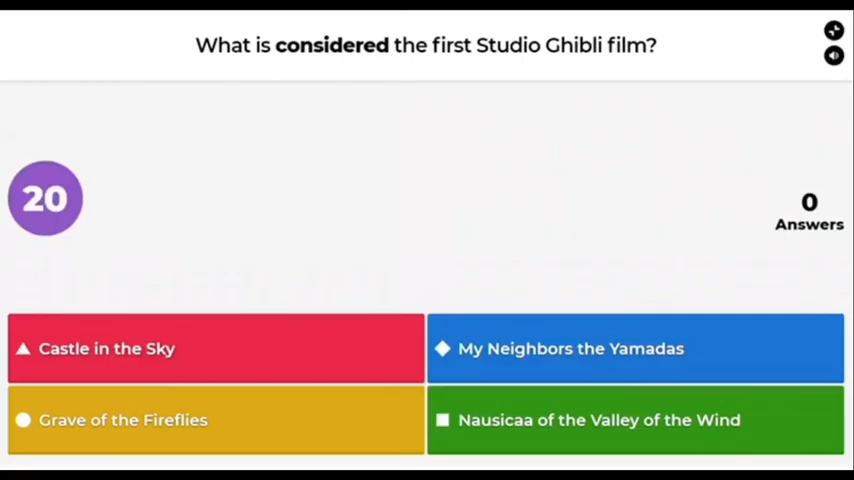 What is considered the first Studio Ghibli film?
20
0
Answers
Castle in the Sky
My Neighbors the Yamadas
Grave of the Fireflies
Nausicaa of the Valley of the Wind